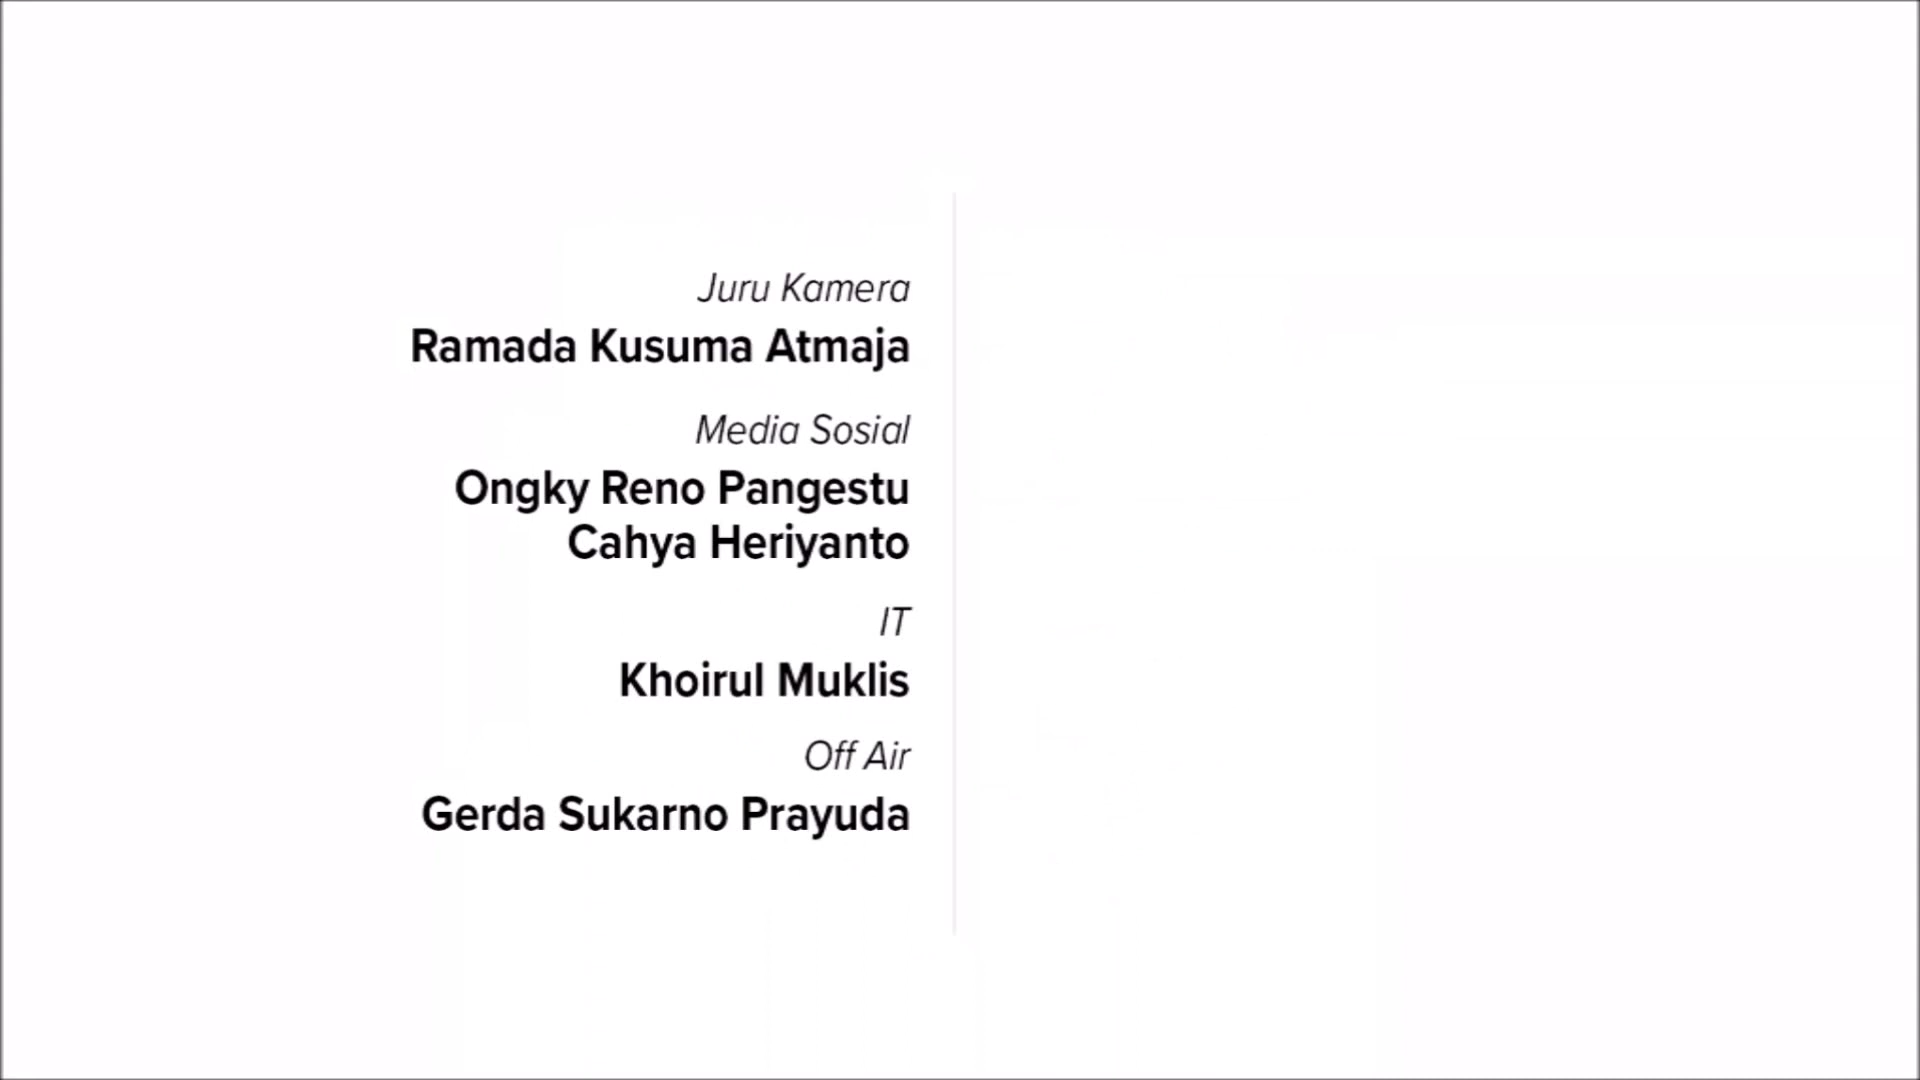 Juru Kamera
Ramada Kusuma Atmaja
Media Sosial
Ongky Reno Pangestu
Cahya Heriyanto
IT
Khoirul Muklis
Off Air
Gerda Sukarno Prayuda